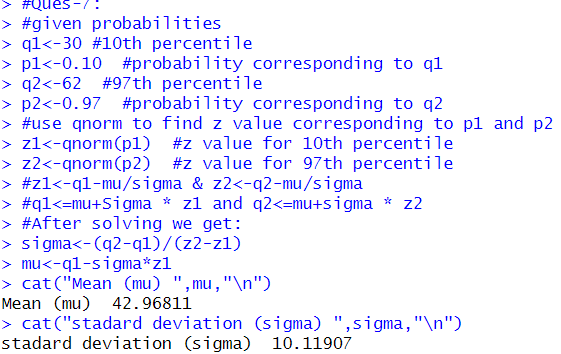 > #Ques-7:
> #given probabilities
> q1<-30 #10th percentile
> p1<-0.10  #probability corresponding to q1
> q2<-62  #97th percentile
> p2<-0.97  #probability corresponding to q2
> #use qnorm to find z value corresponding to p1 and p2
> z1<-qnorm(p1)  #z value for 10th percentile
> z2<-qnorm(p2)  #z value for 97th percentile
> #z1<-q1-mu/sigma & z2<-q2-mu/sigma
> #q1<=mu+Sigma * z1 and q2<=mu+sigma * z2
> #After solving we get:
> sigma<-(q2-q1)/(z2-z1)
> mu<-q1-sigma*z1
> cat("Mean (mu) ",mu,"\n")
Mean (mu)  42.96811
> cat("stadard deviation (sigma) ",sigma,"\n")
stadard deviation (sigma)  10.11907